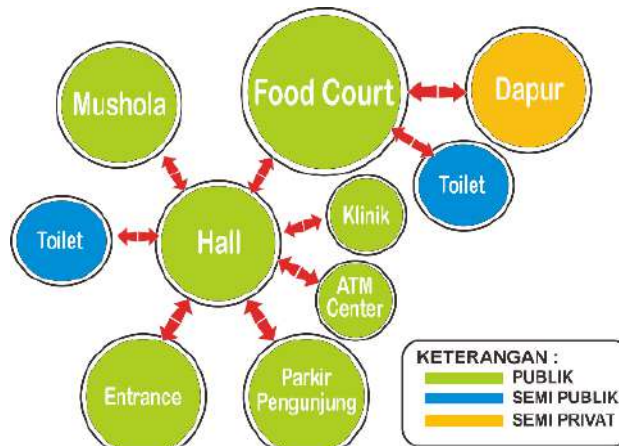 Mushola
Food Court
Dapur
Toilet
Klinik
Toilet
Hall
ATM
Center
Entrance
Parkir
Pengunjung
KETERANGAN :
PUBLIK
SEMI PUBLIK
SEMI PRIVAT